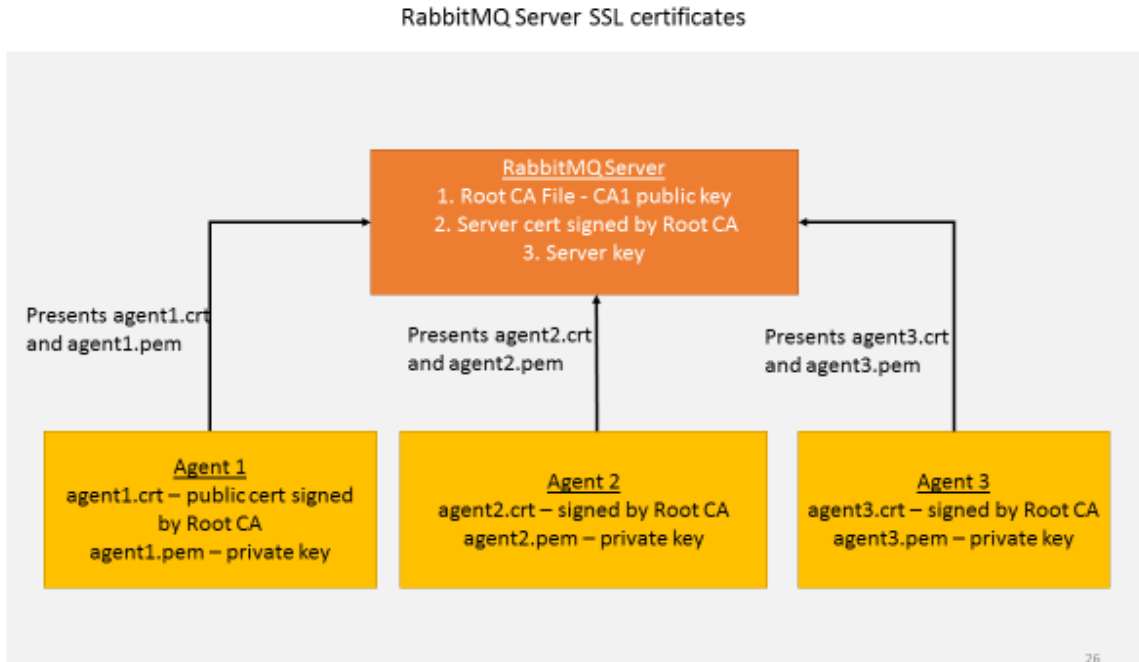 RabbitMQ Server SSL certificates
RabbitMQ Server
1. Root CA File - CA1 public key
2. Server cert signed by Root CA
3. Server key
Presents agent1.crt
and agent1.pem
Presents agent2.crt
and agent2.pem
Presents agent3.crt
and agent3.pem
Agent 1
agent1.crt – public cert signed
by Root CA
agent1.pem – private key
Agent 2
agent2.crt – signed by Root CA
agent2.pem – private key
Agent 3
agent3.crt – signed by Root CA
agent3.pem – private key
26